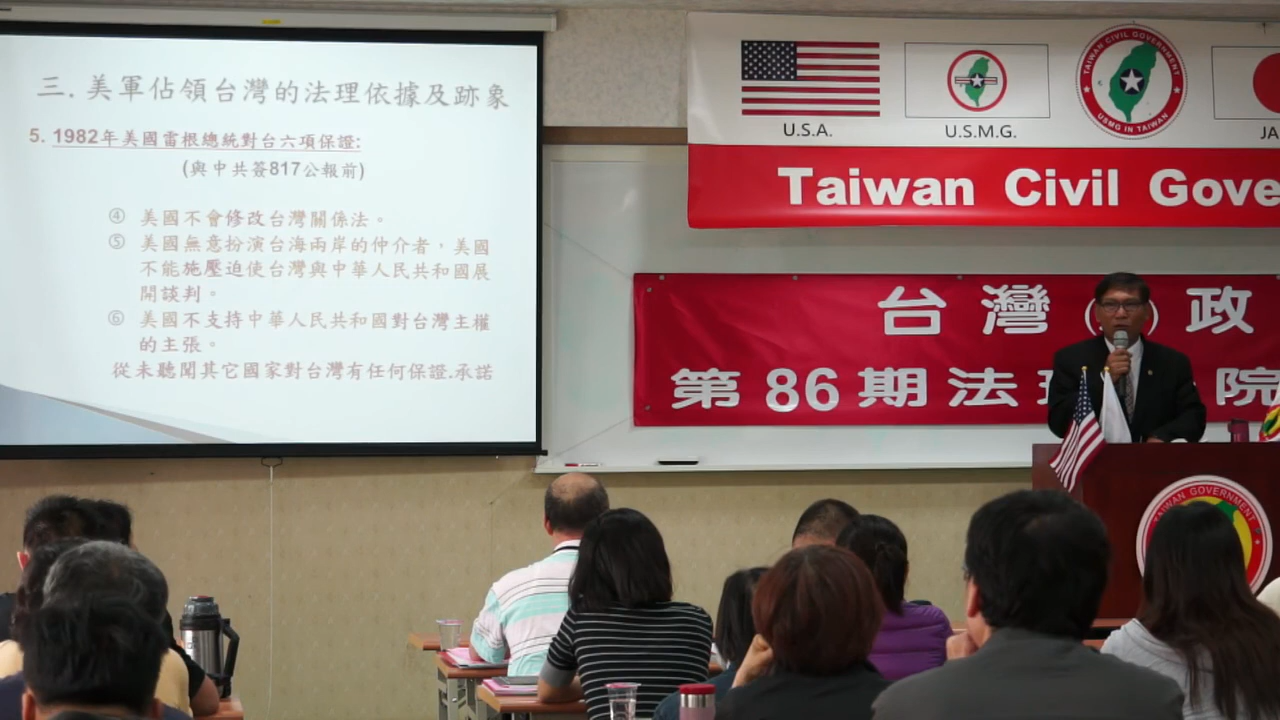 三. 美軍佔領台灣的法理依據及跡象
5. 1982年美國雷根總統對台六項保證:
(與中共簽817公報前)
④ 美國不會修改台灣關係法。
⑤ 美國無意扮演台海兩岸的仲介者，美國
不能施壓迫使台灣與中華人民共和國展
開談判。
⑥ 美國不支持中華人民共和國對台灣主權
的主張。
從未聽聞其它國家對台灣有任何保證.承諾
U.S.A.
U.S.M.G.
TAIWAN CIVIL GOVERNMENT
USMG IN TAIWAN
JA
Taiwan Civil Gove
台灣 政
第86期法 院
TAIWAN GOVERNMENT